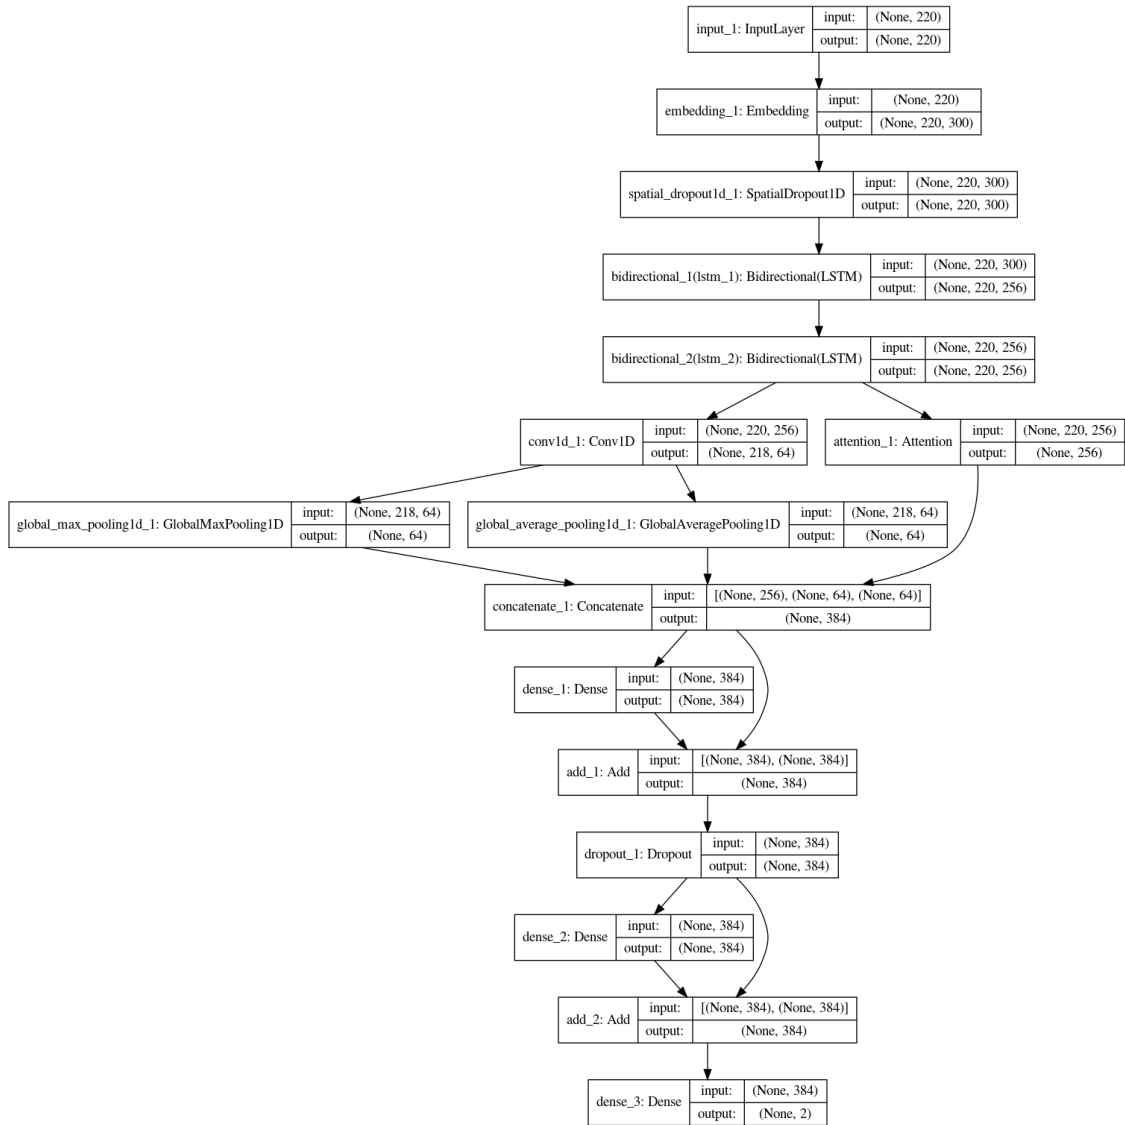 input_1: InputLayer
input: (None, 220)
output: (None, 220)
embedding_1: Embedding
input: (None, 220)
output: (None, 220, 300)
spatial_dropout1d_1: SpatialDropout1D
input: (None, 220, 300)
output: (None, 220, 300)
bidirectional_1(lstm_1): Bidirectional(LSTM)
input: (None, 220, 300)
output: (None, 220, 256)
bidirectional_2(lstm_2): Bidirectional(LSTM)
input: (None, 220, 256)
output: (None, 220, 256)
conv1d_1: Conv1D
input: (None, 220, 256)
output: (None, 218, 64)
attention_1: Attention
input: (None, 220, 256)
output: (None, 256)
global_max_pooling1d_1: GlobalMaxPooling1D
input: (None, 218, 64)
output: (None, 64)
global_average_pooling1d_1: GlobalAveragePooling1D
input: (None, 218, 64)
output: (None, 64)
concatenate_1: Concatenate
input: [(None, 256), (None, 64), (None, 64)]
output: (None, 384)
dense_1: Dense
input: (None, 384)
output: (None, 384)
add_1: Add
input: [(None, 384), (None, 384)]
output: (None, 384)
dropout_1: Dropout
input: (None, 384)
output: (None, 384)
dense_2: Dense
input: (None, 384)
output: (None, 384)
add_2: Add
input: [(None, 384), (None, 384)]
output: (None, 384)
dense_3: Dense
input: (None, 384)
output: (None, 2)